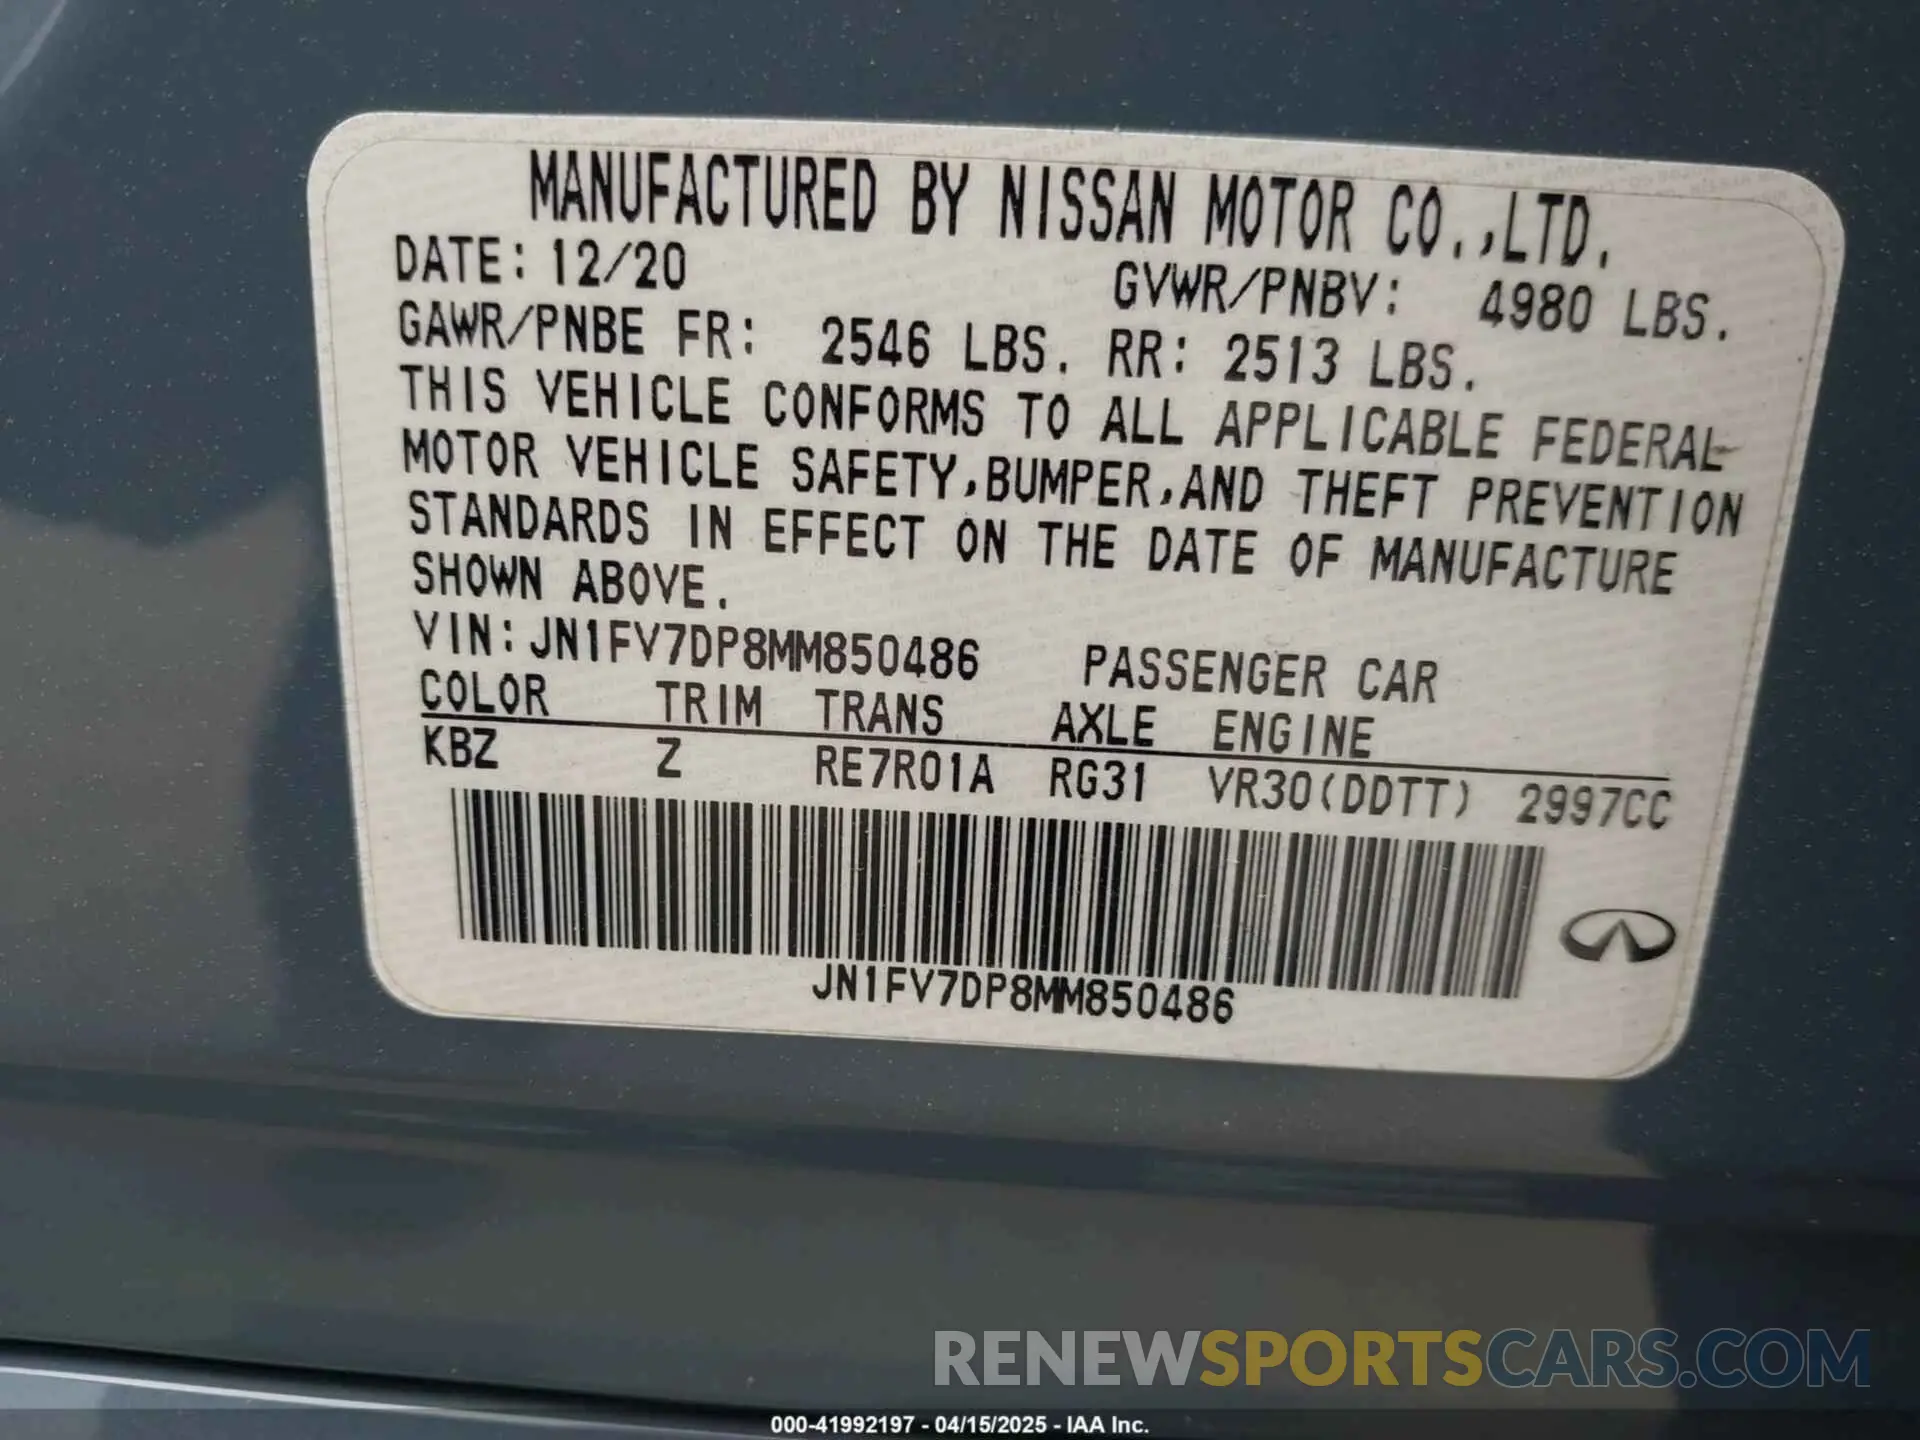 MANUFACTURED BY NISSAN MOTOR CO.,LTD.
DATE: 12/20 GVWR/PNBV: 4980 LBS.
GAWR/PNBE FR: 2546 LBS. RR: 2513 LBS.
THIS VEHICLE CONFORMS TO ALL APPLICABLE FEDERAL
MOTOR VEHICLE SAFETY,BUMPER,AND THEFT PREVENTION
STANDARDS IN EFFECT ON THE DATE OF MANUFACTURE
SHOWN ABOVE.
VIN: JN1FV7DP8MM850486 PASSENGER CAR
COLOR TRIM TRANS AXLE ENGINE
KBZ Z RE7R01A RG31 VR30(DDTT) 2997CC
JN1FV7DP8MM850486
RENEWSPORTSCARS.COM
000-41992197 - 04/15/2025 - IAA Inc.